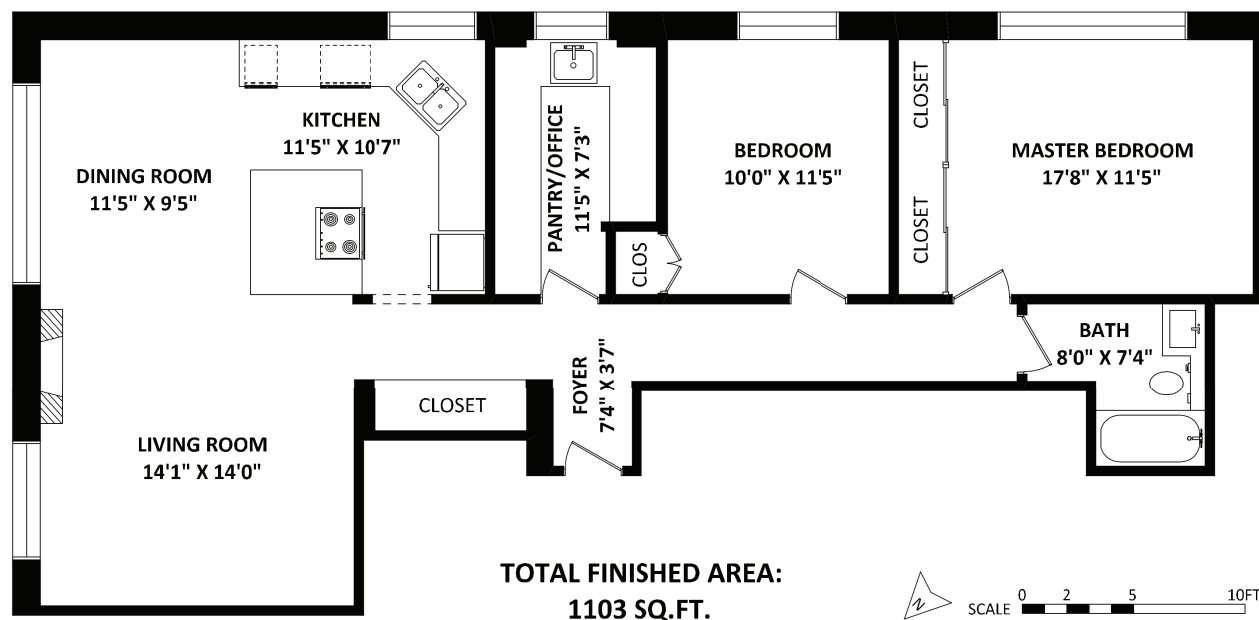 KITCHEN
11'5" X 10'7"
DINING ROOM
11'5" X 9'5"
PANTRY/OFFICE
11'5" X 7'3"
CLOS
BEDROOM
10'0" X 11'5"
CLOSET
CLOSET
MASTER BEDROOM
17'8" X 11'5"
BATH
8'0" X 7'4"
FOYER
7'4" X 3'7"
CLOSET
LIVING ROOM
14'1" X 14'0"
TOTAL FINISHED AREA:
1103 SQ.FT.
N
SCALE
0 2 5 10FT